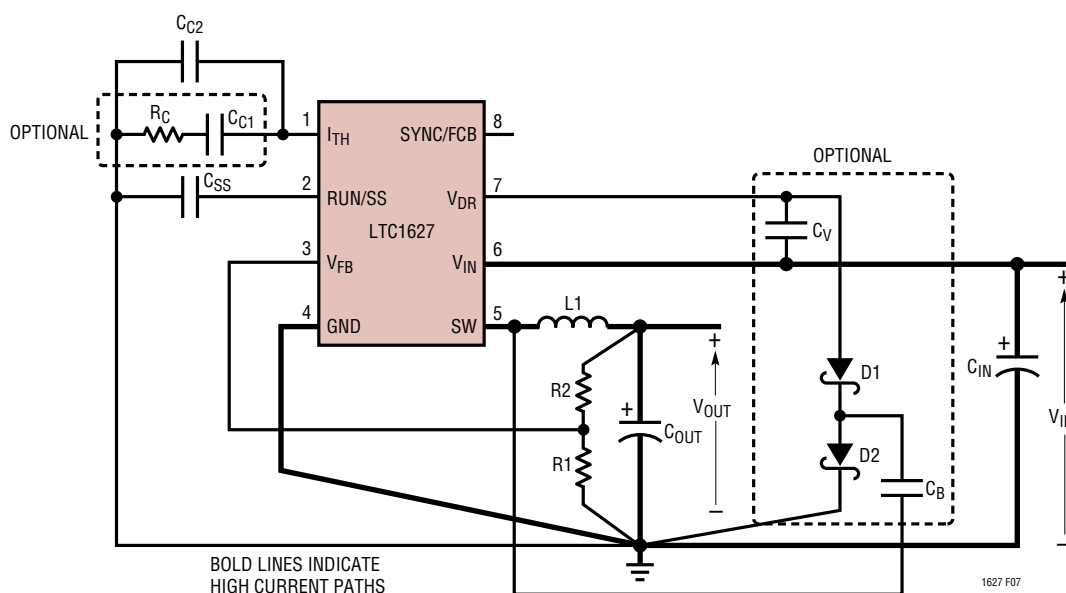 C_C2
OPTIONAL
R_C
C_C1
1
I_TH
SYNC/FCB
8
OPTIONAL
C_SS
2
RUN/SS
V_DR
7
LTC1627
C_V
3
V_FB
V_IN
6
4
GND
SW
5
L1
+
+
+
R2
V_OUT
C_OUT
+
R1
D1
D2
C_B
C_IN
V_I
−
−
BOLD LINES INDICATE
HIGH CURRENT PATHS
1627 F07